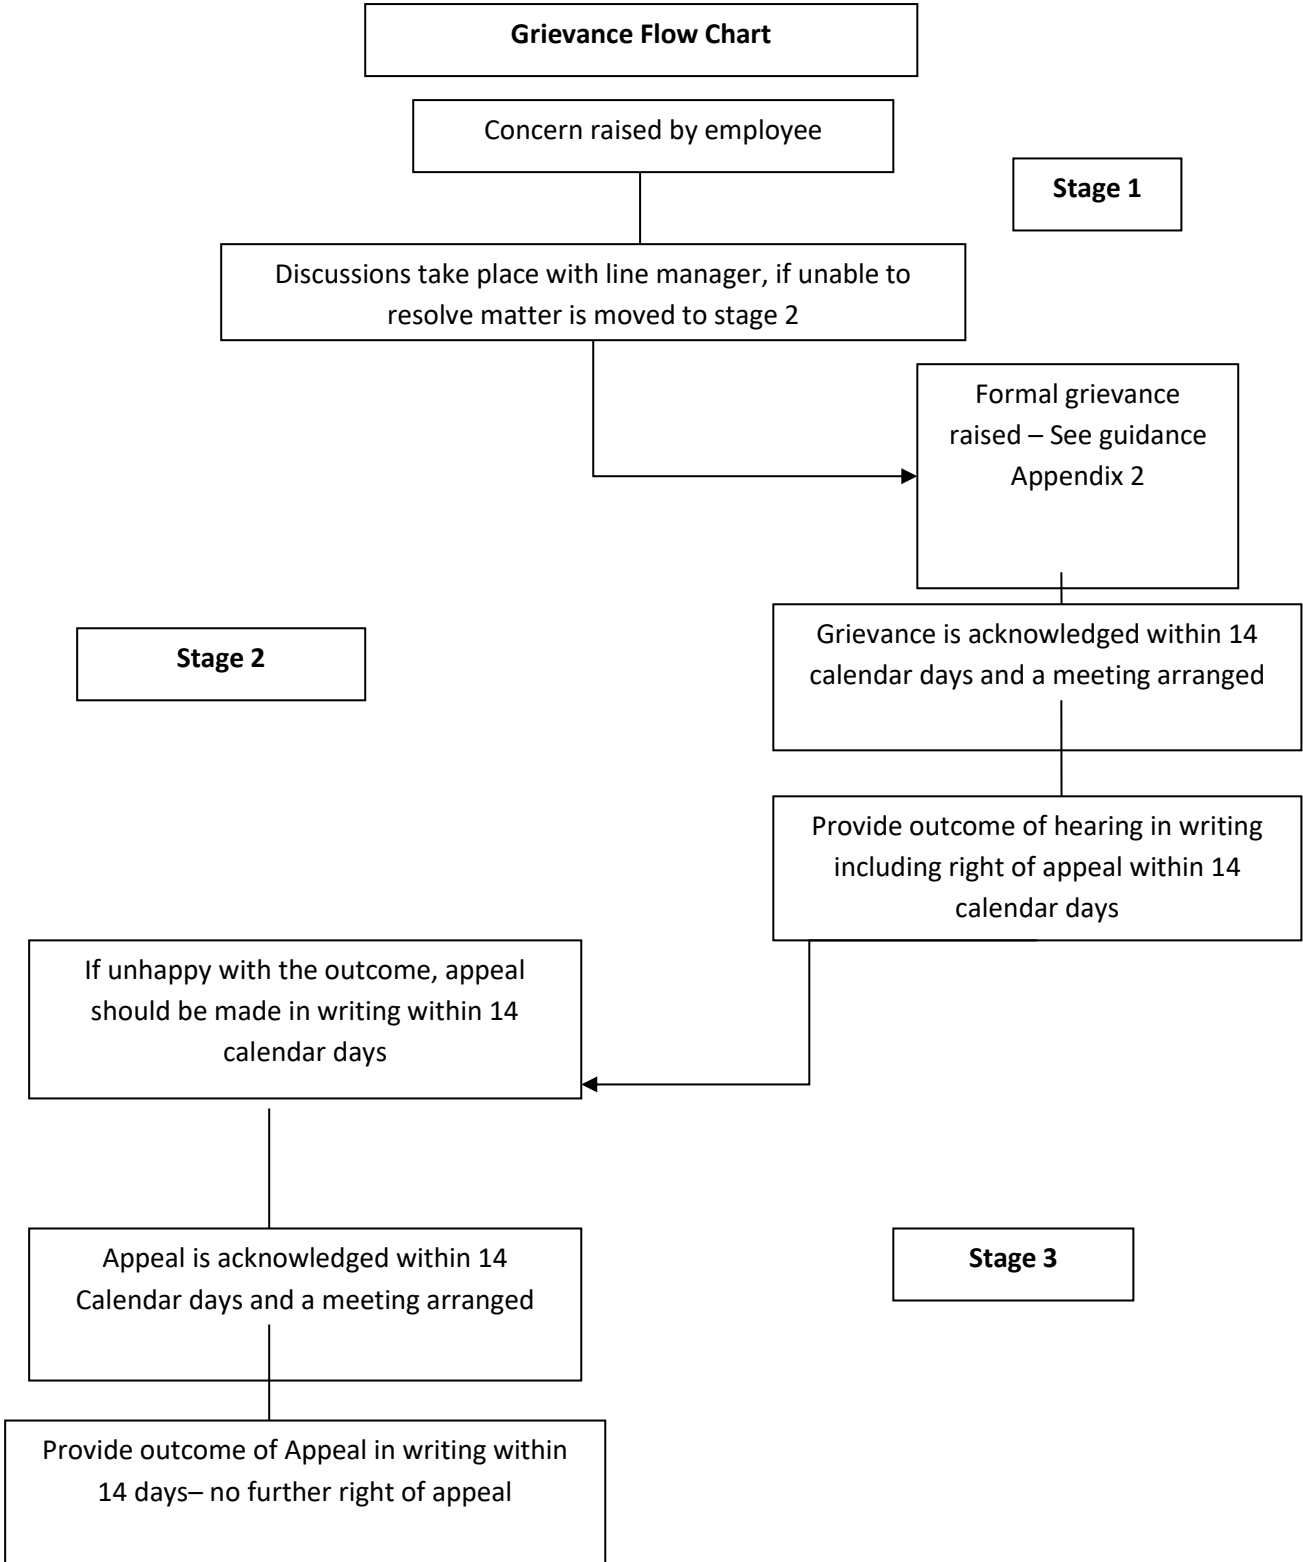 Grievance Flow Chart
Concern raised by employee
Stage 1
Discussions take place with line manager, if unable to
resolve matter is moved to stage 2
Formal grievance
raised – See guidance
Appendix 2
Grievance is acknowledged within 14
calendar days and a meeting arranged
Stage 2
Provide outcome of hearing in writing
including right of appeal within 14
calendar days
If unhappy with the outcome, appeal
should be made in writing within 14
calendar days
Appeal is acknowledged within 14
Calendar days and a meeting arranged
Stage 3
Provide outcome of Appeal in writing within
14 days– no further right of appeal